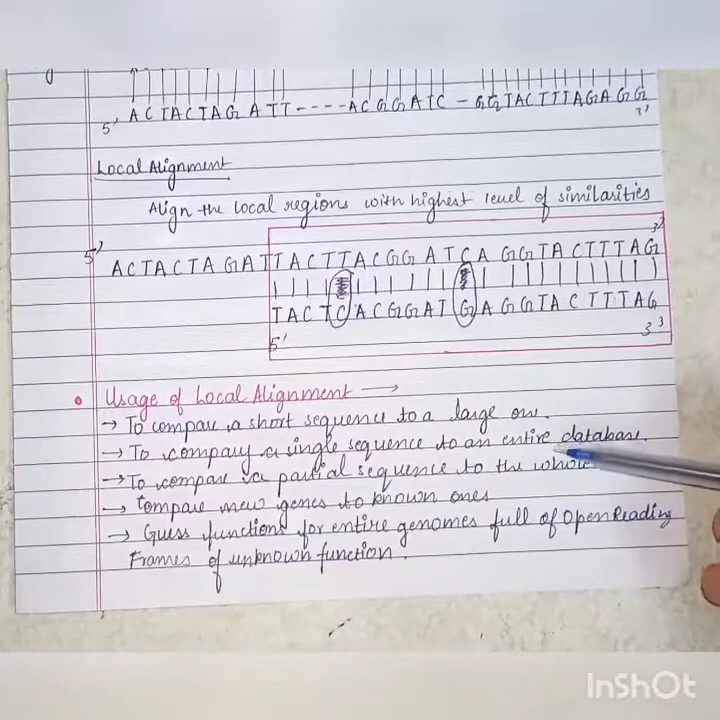 5' ACTACTAG ATT----ACGGATC-GGTACTTTAGAGG 3'
Local Alignment
Align the local regions with highest level of similarities
5' ACTACTAGATTACTTACGGATCAGGTACTTTAG 3'
TACTCACGGATGAGGTACTTTAG
5' 3'
• Usage of Local Alignment →
→ To compare a short sequence to a large one.
→ To company a single sequence to an entire database.
→ To compare a partial sequence to the whole
→ Compare new genes to known ones
→ Guess functions for entire genomes full of Open Reading
Frames of unknown function.
InShOt